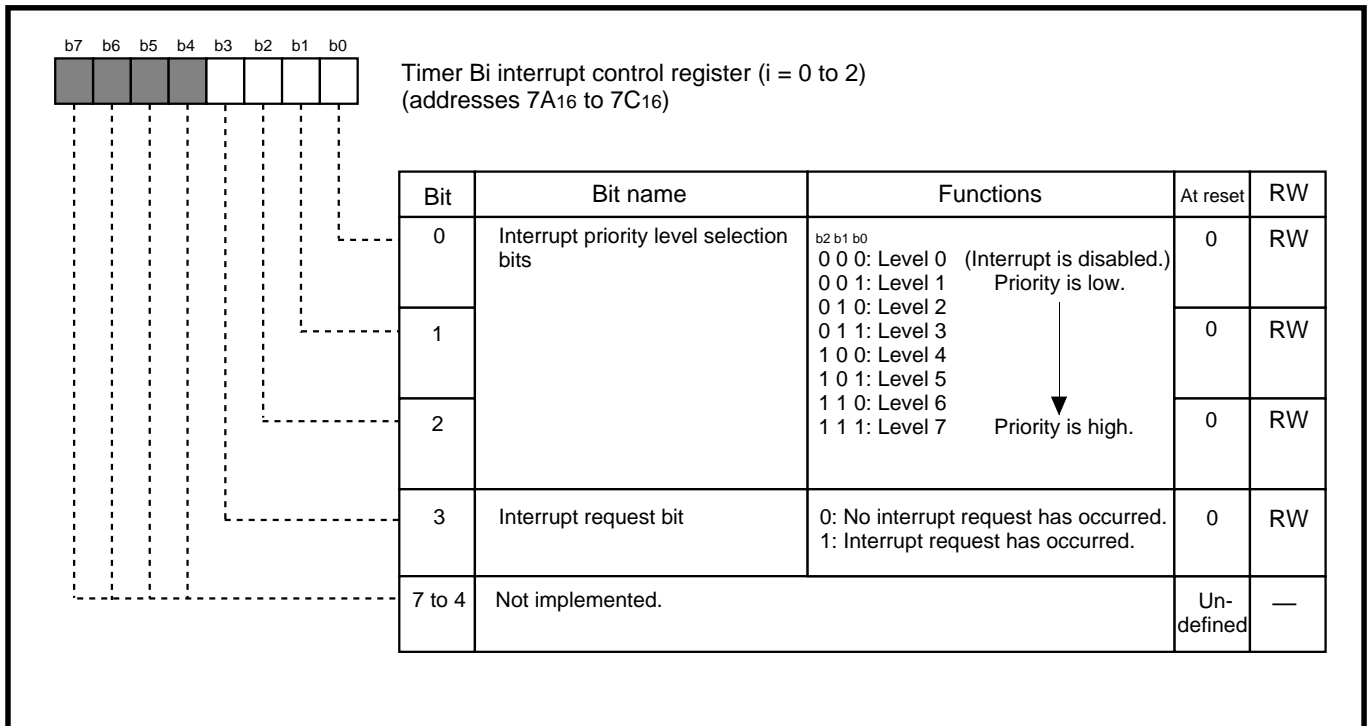 b7 b6 b5 b4 b3 b2 b1 b0
Timer Bi interrupt control register (i = 0 to 2)
(addresses 7A16 to 7C16)
Bit Bit name Functions At reset RW
0 Interrupt priority level selection bits
b2 b1 b0
0 0 0: Level 0 (Interrupt is disabled.)
0 0 1: Level 1 Priority is low.
0 1 0: Level 2
0 1 1: Level 3
1 0 0: Level 4
1 0 1: Level 5
1 1 0: Level 6
1 1 1: Level 7 Priority is high.
0 RW
1 0 RW
2 0 RW
3 Interrupt request bit 0: No interrupt request has occurred.
1: Interrupt request has occurred.
0 RW
7 to 4 Not implemented. Un-
defined —